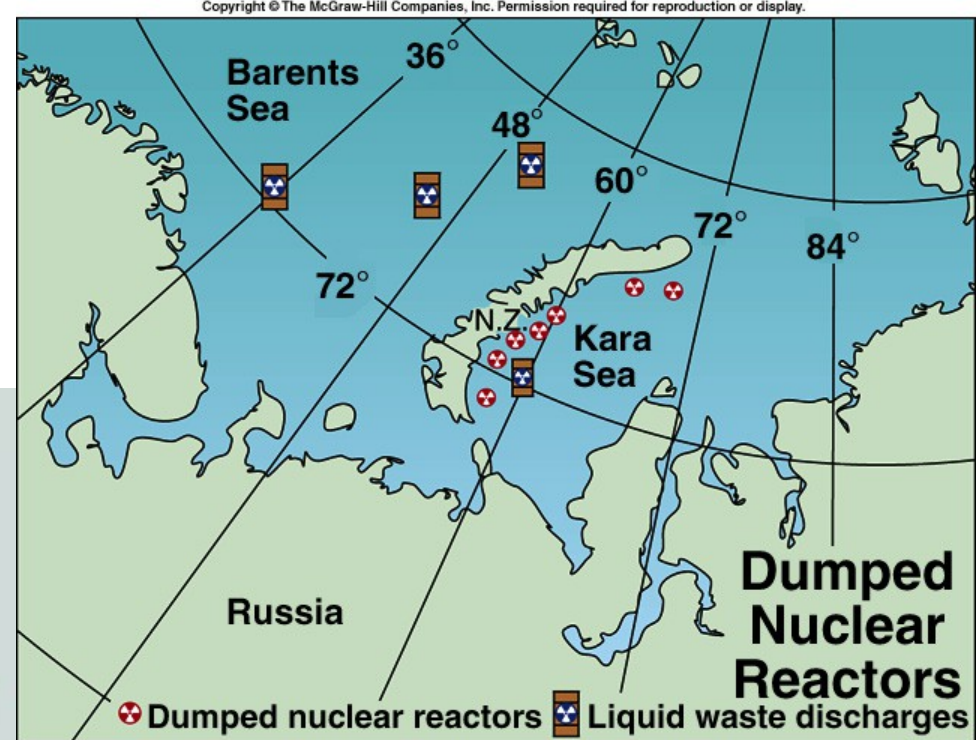 Copyright © The McGraw-Hill Companies, Inc. Permission required for reproduction or display.
36°
Barents
Sea
48°
60°
72°
84°
72°
N.Z.
Kara
Sea
Russia
Dumped
Nuclear
Reactors
Dumped nuclear reactors
Liquid waste discharges